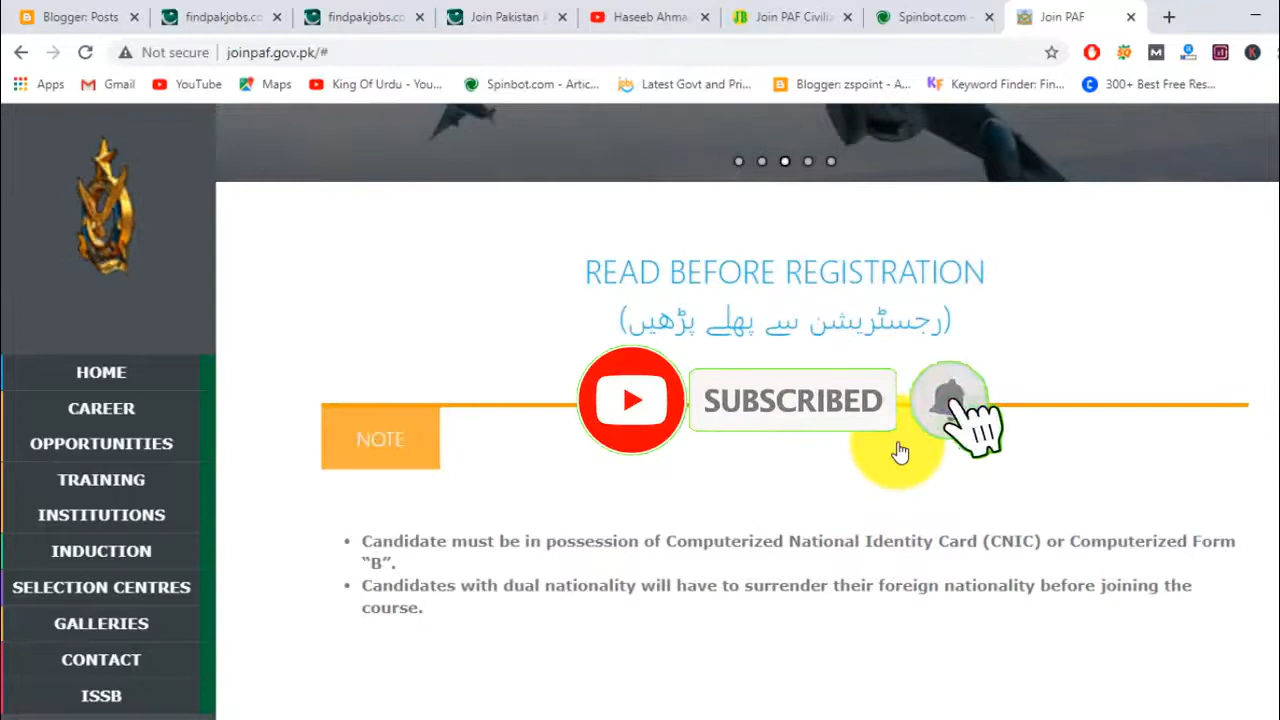 Blogger: Posts
findpakjobs.co
findpakjobs.co
Join Pakistan A
Haseeb Ahma
Join PAF Civilia
Spinbot.com -
Join PAF
Not secure
joinpaf.gov.pk/#
Apps
Gmail
YouTube
Maps
King Of Urdu - You...
Spinbot.com - Artic...
Latest Govt and Pri...
Blogger: zspoint - A...
Keyword Finder: Fin...
300+ Best Free Res...
READ BEFORE REGISTRATION
(رجسٹریشن سے پہلے پڑھیں)
SUBSCRIBED
NOTE
HOME
CAREER
OPPORTUNITIES
TRAINING
INSTITUTIONS
INDUCTION
SELECTION CENTRES
GALLERIES
CONTACT
ISSB
• Candidate must be in possession of Computerized National Identity Card (CNIC) or Computerized Form
“B”.
• Candidates with dual nationality will have to surrender their foreign nationality before joining the
course.